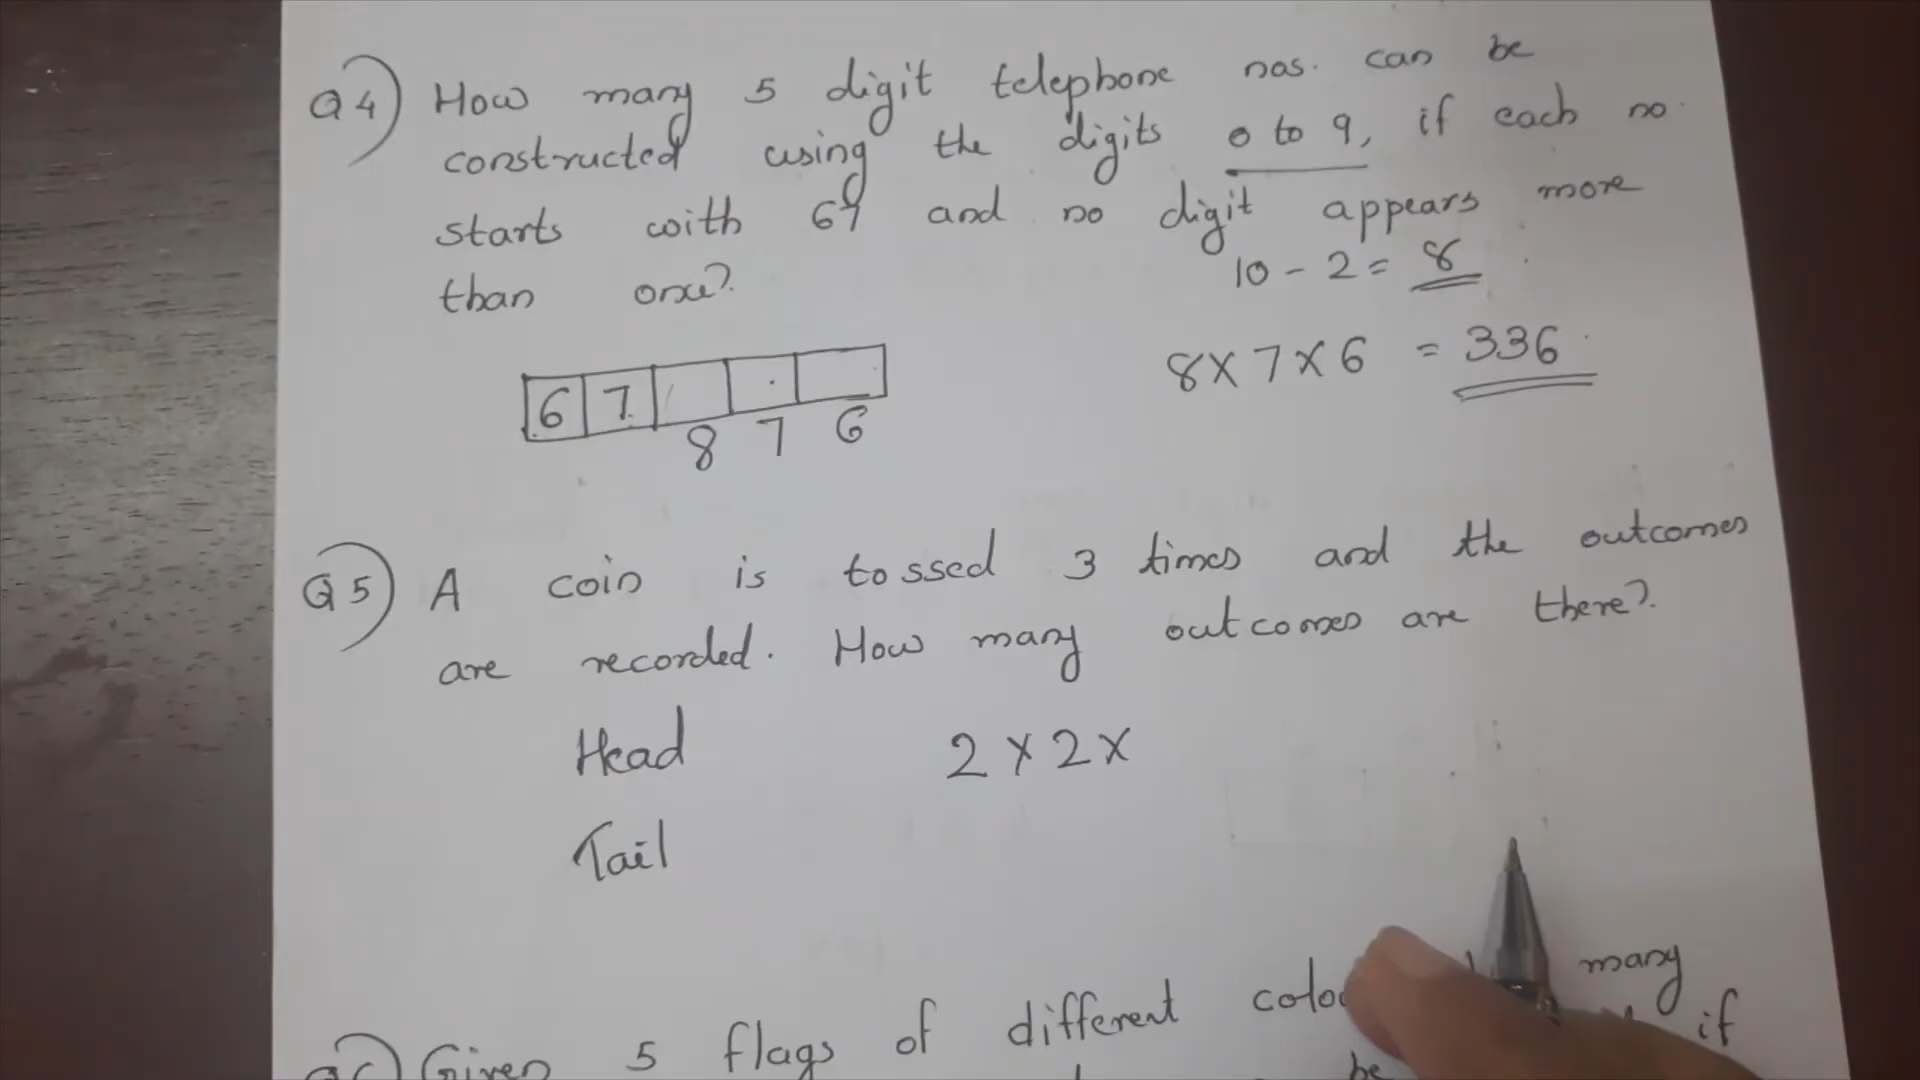 Q4) How many 5 digit telephone nos. can be
constructed using the digits 0 to 9, if each no.
starts with 67 and no digit appears more
than once?
10 - 2 = 8
6 7
8 7 6
8 X 7 X 6 = 336
Q5) A coin is tossed 3 times and the outcomes
are recorded. How many outcomes are there?
Head
2 X 2 X
Tail
Given 5 flags of different many
be if